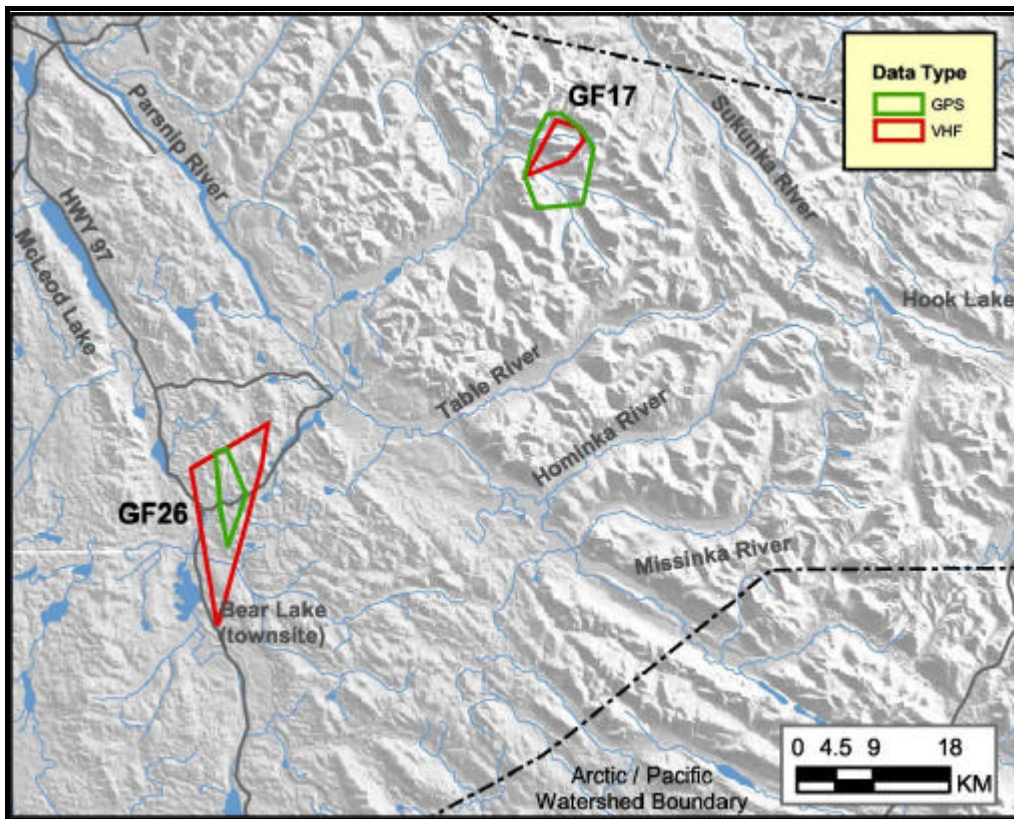 Data Type
GPS
VHF
GF17
Parsnip River
Sukunka River
HWY 97
McLeod Lake
Hook Lake
Table River
Hominka River
GF26
Missinka River
Bear Lake
(townsite)
0 4.5 9 18
KM
Arctic / Pacific
Watershed Boundary